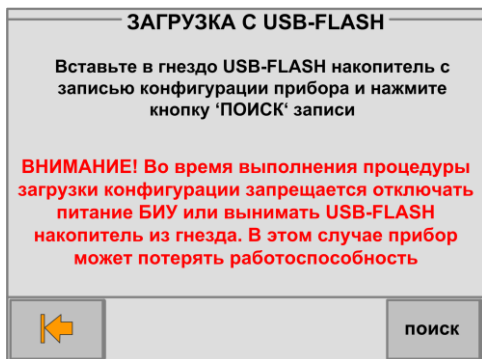 ЗАГРУЗКА С USB-FLASH
Вставьте в гнездо USB-FLASH накопитель с
записью конфигурации прибора и нажмите
кнопку ‘ПОИСК‘ записи
ВНИМАНИЕ! Во время выполнения процедуры
загрузки конфигурации запрещается отключать
питание БИУ или вынимать USB-FLASH
накопитель из гнезда. В этом случае прибор
может потерять работоспособность
ПОИСК